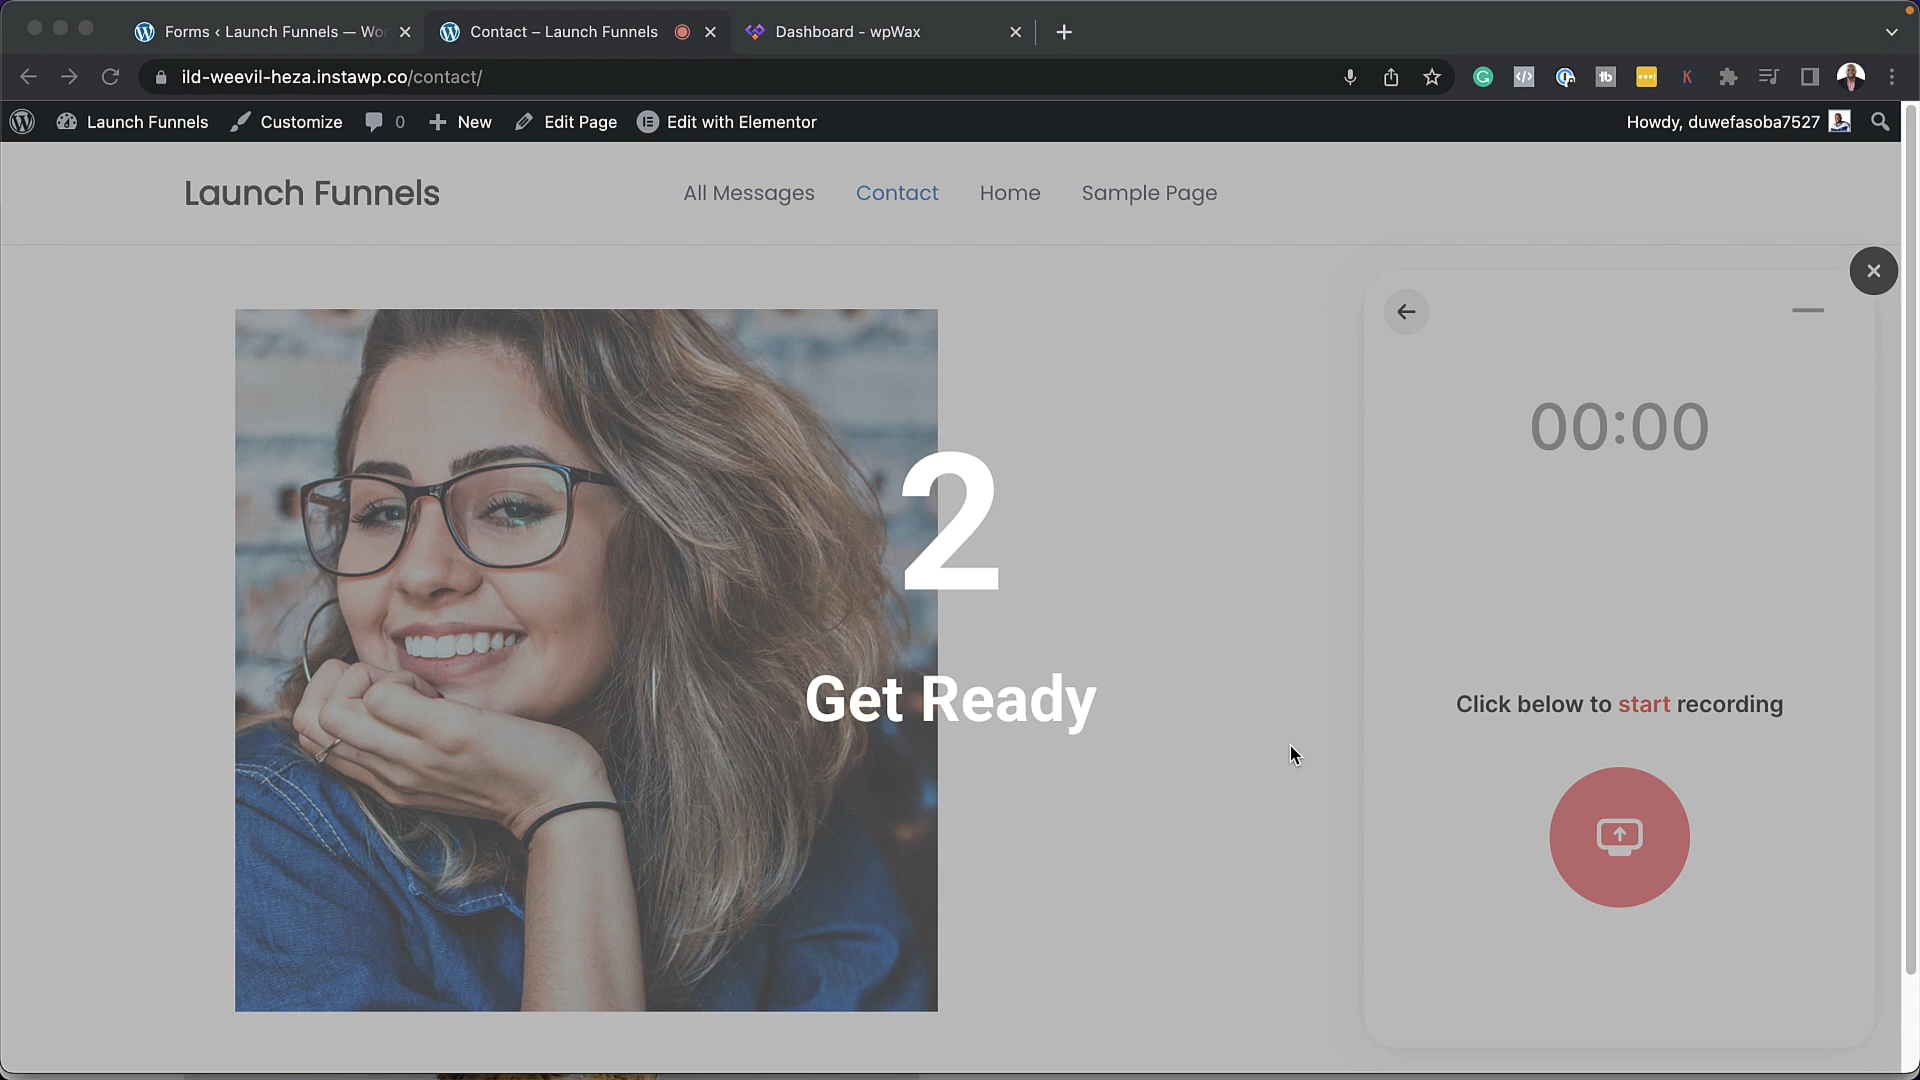 Forms ‹ Launch Funnels — Wo
Contact – Launch Funnels
Dashboard - wpWax
ild-weevil-heza.instawp.co/contact/
Launch Funnels
Customize
0
New
Edit Page
Edit with Elementor
Howdy, duwefasoba7527
Launch Funnels
All Messages
Contact
Home
Sample Page
00:00
2
Get Ready
Click below to start recording